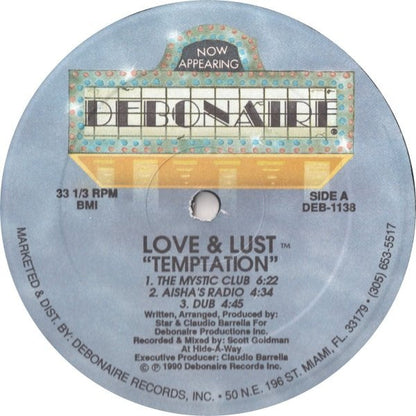 NOW
APPEARING
DEBONAIRE ®
33 1/3 RPM
BMI
SIDE A
DEB-1138
LOVE & LUST ™
"TEMPTATION"
1. THE MYSTIC CLUB 6:22
2. AISHA'S RADIO 4:34
3. DUB 4:45
Written, Arranged, Produced by:
Star & Claudio Barrella For
Debonaire Productions Inc.
Recorded & Mixed by: Scott Goldman
At Hide-A-Way
Executive Producer: Claudio Barrella
© ℗ 1990 Debonaire Records, Inc.
MARKETED & DIST. BY: DEBONAIRE RECORDS, INC. • 50 N.E. 196 ST. MIAMI, FL. 33179 • (305) 653-5517